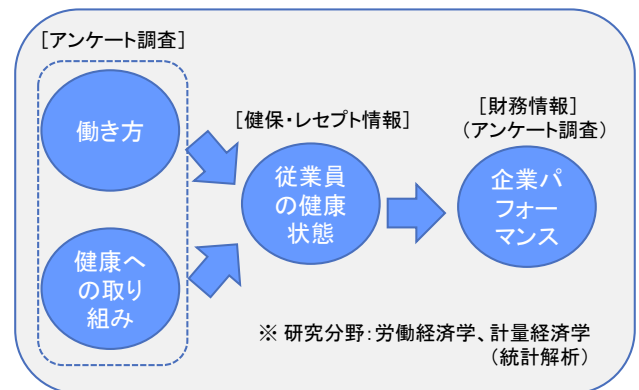 [アンケート調査]
働き方
健康へ
の取り
組み
[健保・レセプト情報]
従業員
の健康
状態
[財務情報]
(アンケート調査)
企業パ
フォー
マンス
※ 研究分野:労働経済学、計量経済学
(統計解析)